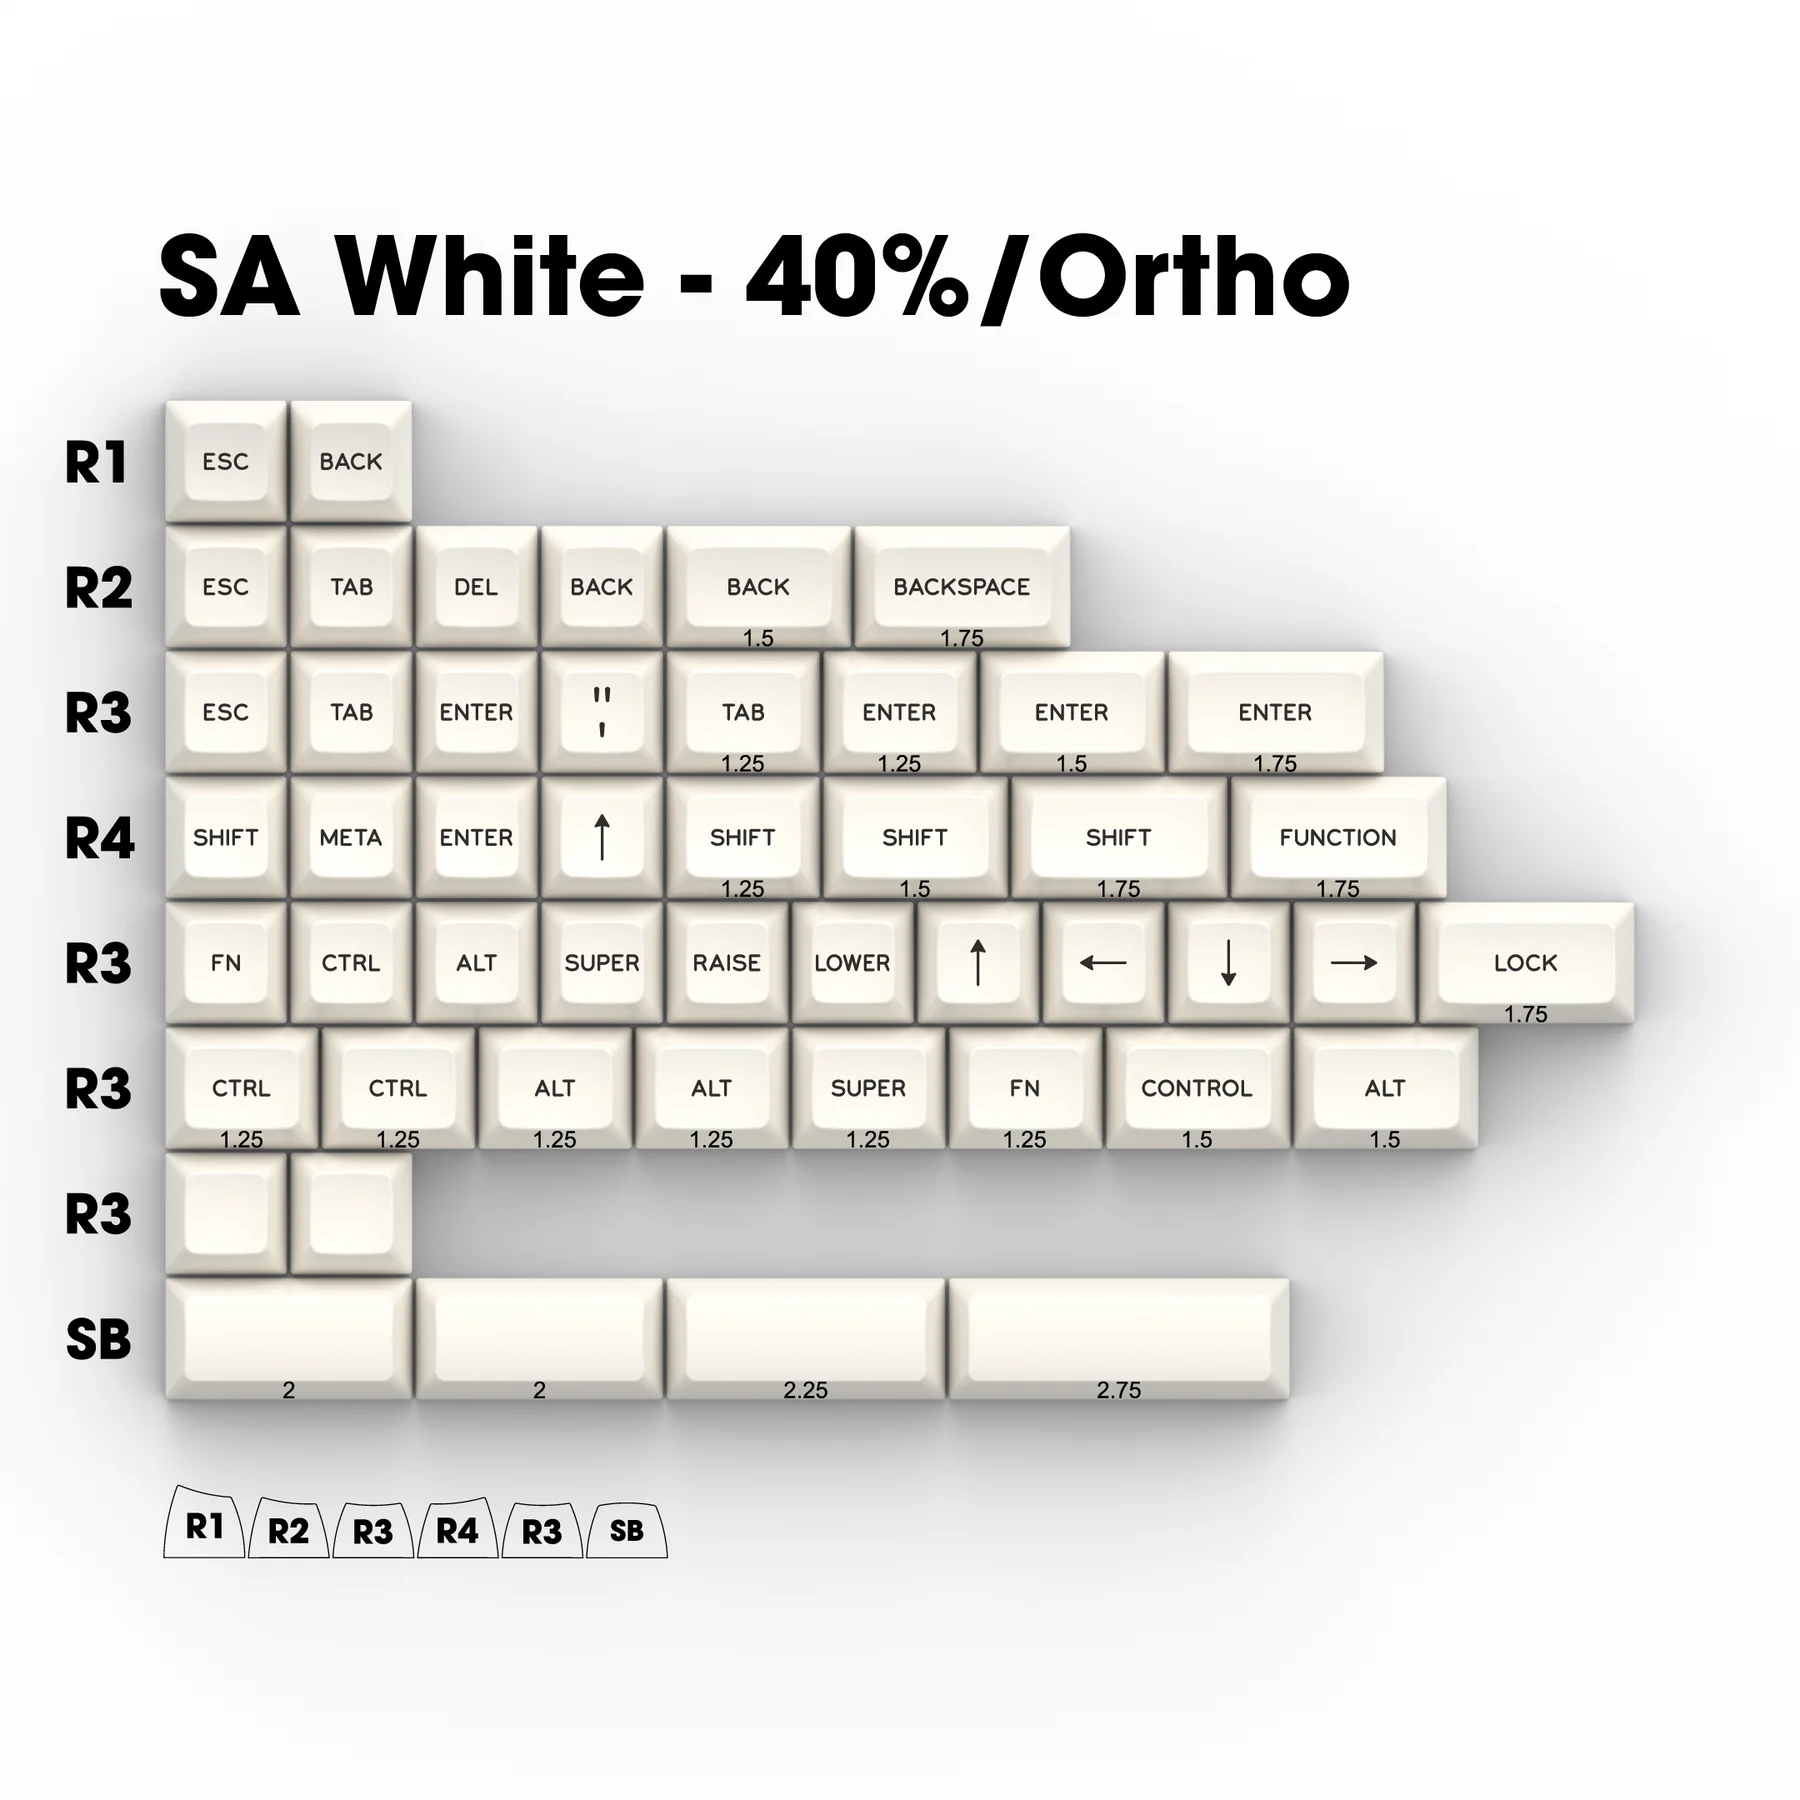 SA White - 40%/Ortho
R1 ESC BACK
R2 ESC TAB DEL BACK BACK BACKSPACE
1.5 1.75
R3 ESC TAB ENTER " TAB ENTER ENTER ENTER
'
1.25 1.25 1.5 1.75
R4 SHIFT META ENTER ↑ SHIFT SHIFT SHIFT FUNCTION
1.25 1.5 1.75 1.75
R3 FN CTRL ALT SUPER RAISE LOWER ↑ ← ↓ → LOCK
1.75
R3 CTRL CTRL ALT ALT SUPER FN CONTROL ALT
1.25 1.25 1.25 1.25 1.25 1.25 1.5 1.5
R3
SB
2 2 2.25 2.75
R1 R2 R3 R4 R3 SB